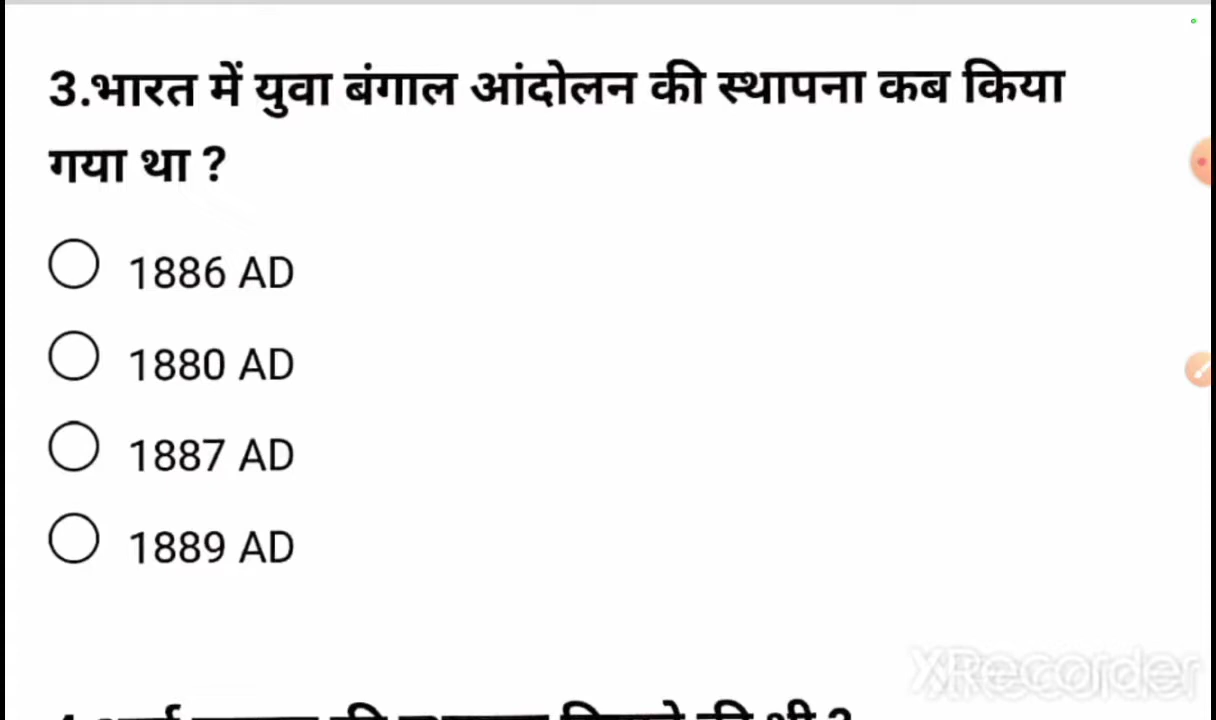 3.भारत में युवा बंगाल आंदोलन की स्थापना कब किया
गया था ?
1886 AD
1880 AD
1887 AD
1889 AD
XRecorder